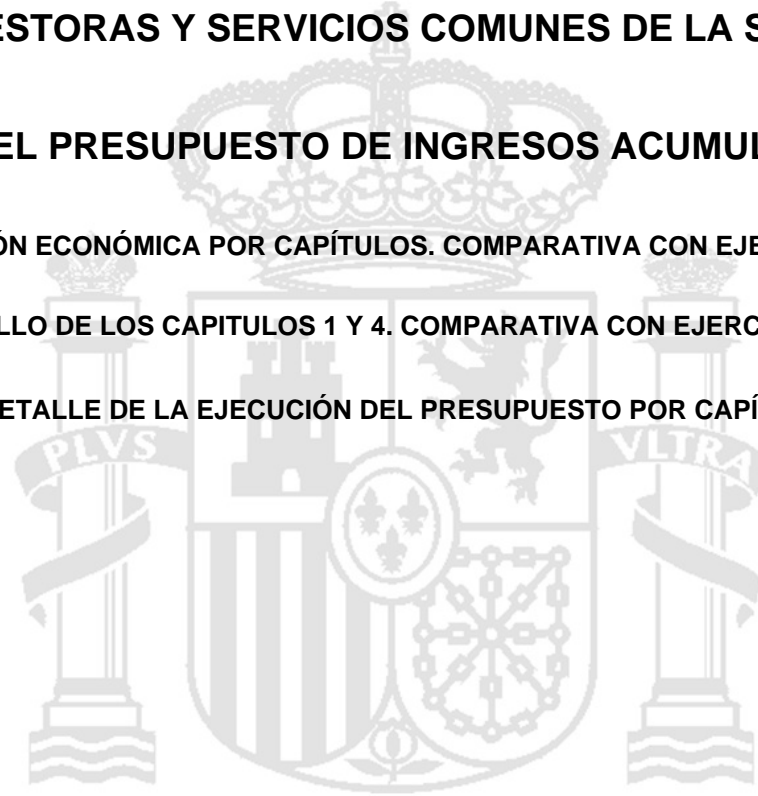 ESTORAS Y SERVICIOS COMUNES DE LA S
EL PRESUPUESTO DE INGRESOS ACUMUL
ÓN ECONÓMICA POR CAPÍTULOS. COMPARATIVA CON EJE
LLO DE LOS CAPITULOS 1 Y 4. COMPARATIVA CON EJERC
ETALLE DE LA EJECUCIÓN DEL PRESUPUESTO POR CAPÍ
PLVS VLTRA